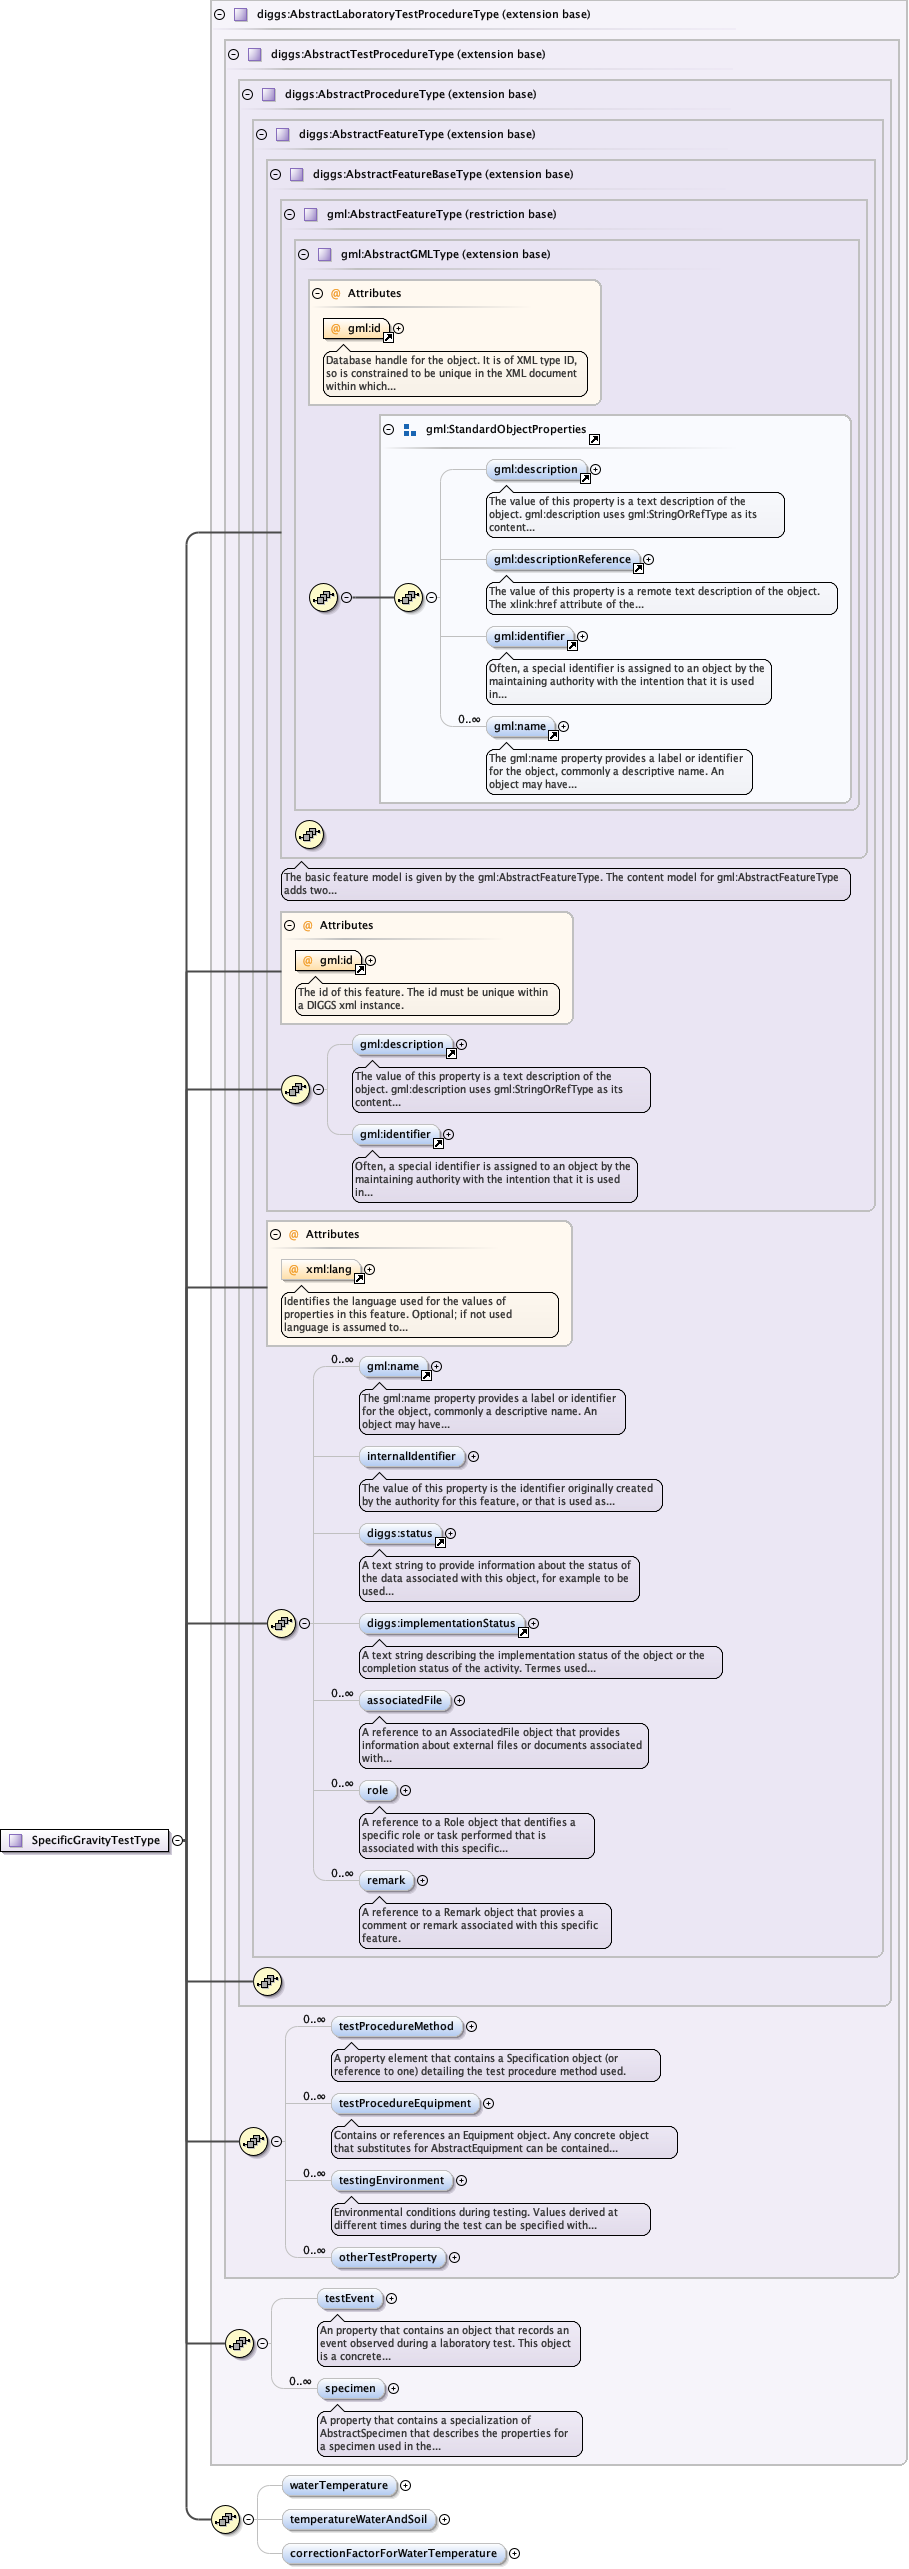 diggs:AbstractLaboratoryTestProcedureType (extension base)
diggs:AbstractTestProcedureType (extension base)
diggs:AbstractProcedureType (extension base)
diggs:AbstractFeatureType (extension base)
diggs:AbstractFeatureBaseType (extension base)
gml:AbstractFeatureType (restriction base)
gml:AbstractGMLType (extension base)
@ Attributes
@ gml:id
Database handle for the object. It is of XML type ID,
so is constrained to be unique in the XML document
within which...
gml:StandardObjectProperties
gml:description
The value of this property is a text description of the
object. gml:description uses gml:StringOrRefType as its
content...
gml:descriptionReference
The value of this property is a remote text description of the object.
The xlink:href attribute of the...
gml:identifier
Often, a special identifier is assigned to an object by the
maintaining authority with the intention that it is used
in...
0..∞
gml:name
The gml:name property provides a label or identifier
for the object, commonly a descriptive name. An
object may have...
The basic feature model is given by the gml:AbstractFeatureType. The content model for gml:AbstractFeatureType
adds two...
@ Attributes
@ gml:id
The id of this feature. The id must be unique within
a DIGGS xml instance.
gml:description
The value of this property is a text description of the
object. gml:description uses gml:StringOrRefType as its
content...
gml:identifier
Often, a special identifier is assigned to an object by the
maintaining authority with the intention that it is used
in...
@ Attributes
@ xml:lang
Identifies the language used for the values of
properties in this feature. Optional; if not used
language is assumed to...
0..∞
gml:name
The gml:name property provides a label or identifier
for the object, commonly a descriptive name. An
object may have...
internalIdentifier
The value of this property is the identifier originally created
by the authority for this feature, or that is used as...
diggs:status
A text string to provide information about the status of
the data associated with this object, for example to be
used...
diggs:implementationStatus
A text string describing the implementation status of the object or the
completion status of the activity. Termes used...
0..∞
associatedFile
A reference to an AssociatedFile object that provides
information about external files or documents associated
with...
0..∞
role
A reference to a Role object that dentifies a
specific role or task performed that is
associated with this specific...
SpecificGravityTestType
0..∞
remark
A reference to a Remark object that provies a
comment or remark associated with this specific
feature.
0..∞
testProcedureMethod
A property element that contains a Specification object (or
reference to one) detailing the test procedure method used.
0..∞
testProcedureEquipment
Contains or references an Equipment object. Any concrete object
that substitutes for AbstractEquipment can be contained...
0..∞
testingEnvironment
Environmental conditions during testing. Values derived at
different times during the test can be specified with...
0..∞
otherTestProperty
testEvent
An property that contains an object that records an
event observed during a laboratory test. This object
is a concrete...
0..∞
specimen
A property that contains a specialization of
AbstractSpecimen that describes the properties for
a specimen used in the...
waterTemperature
temperatureWaterAndSoil
correctionFactorForWaterTemperature